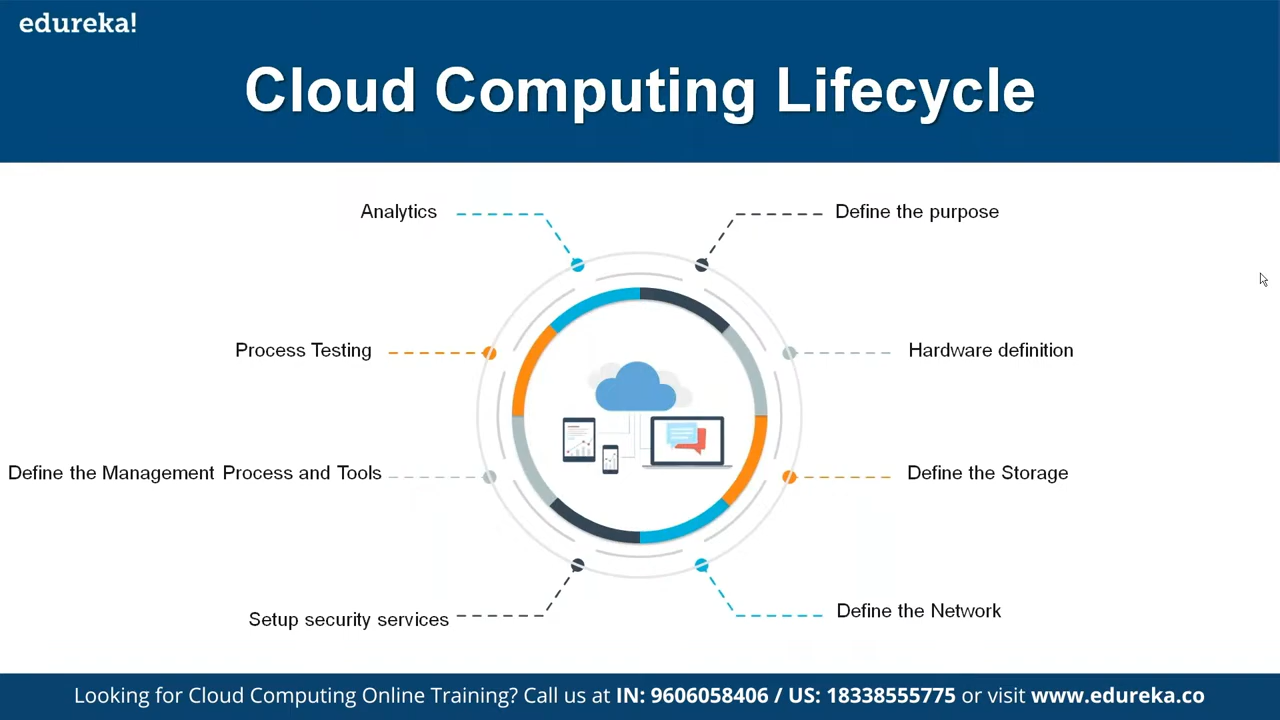 edureka!
Cloud Computing Lifecycle
Analytics
Define the purpose
Process Testing
Hardware definition
Define the Management Process and Tools
Define the Storage
Setup security services
Define the Network
Looking for Cloud Computing Online Training? Call us at IN: 9606058406 / US: 18338555775 or visit www.edureka.co